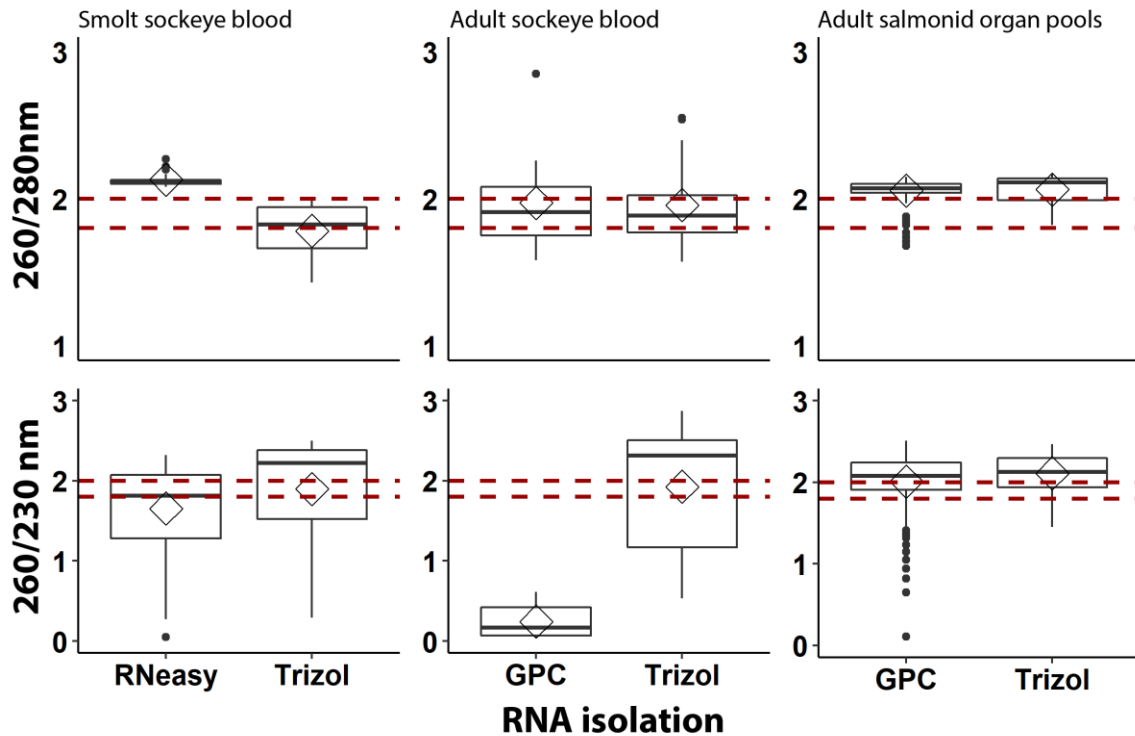 Smolt sockeye blood
Adult sockeye blood
Adult salmonid organ pools
260/280nm
3
2
1
3
2
1
3
2
1
260/230 nm
3
2
1
0
3
2
1
0
3
2
1
0
RNeasy Trizol
GPC Trizol
GPC Trizol
RNA isolation